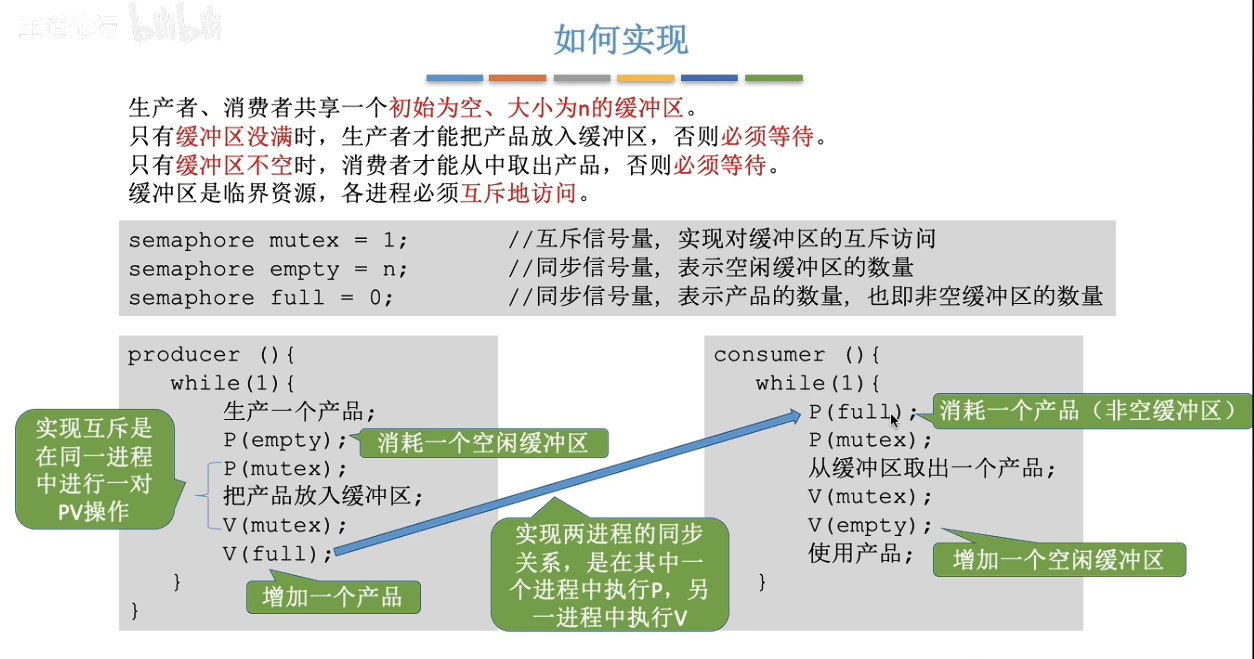 王道论坛 bilibili
如何实现
生产者、消费者共享一个初始为空、大小为n的缓冲区。
只有缓冲区没满时，生产者才能把产品放入缓冲区，否则必须等待。
只有缓冲区不空时，消费者才能从中取出产品，否则必须等待。
缓冲区是临界资源，各进程必须互斥地访问。
semaphore mutex = 1; //互斥信号量，实现对缓冲区的互斥访问
semaphore empty = n; //同步信号量，表示空闲缓冲区的数量
semaphore full = 0; //同步信号量，表示产品的数量，也即非空缓冲区的数量
producer (){
while(1){
生产一个产品;
P(empty);
消耗一个空闲缓冲区
P(mutex);
把产品放入缓冲区;
V(mutex);
V(full);
增加一个产品
}
}
实现互斥是
在同一进程
中进行一对
PV操作
实现两进程的同步
关系，是在其中一
个进程中执行P，另
一进程中执行V
consumer (){
while(1){
P(full);
消耗一个产品（非空缓冲区）
P(mutex);
从缓冲区取出一个产品;
V(mutex);
V(empty);
增加一个空闲缓冲区
使用产品;
}